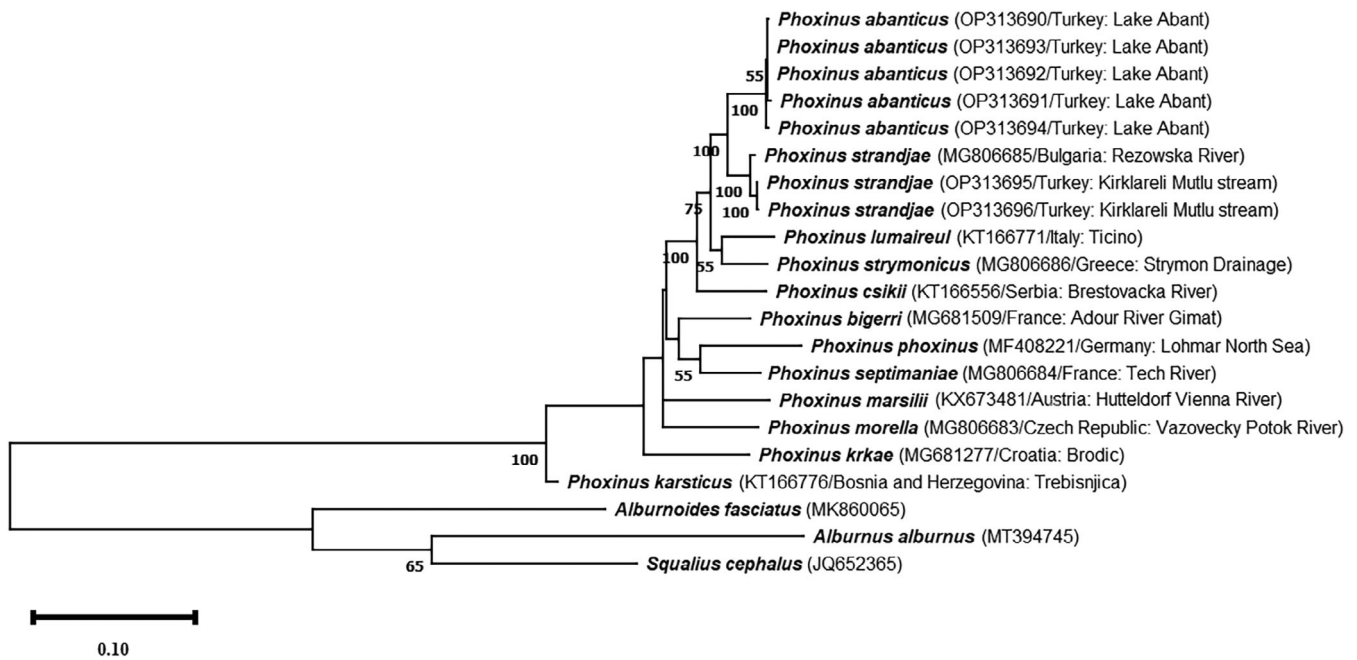 Phoxinus abanticus (OP313690/Turkey: Lake Abant)
Phoxinus abanticus (OP313693/Turkey: Lake Abant)
Phoxinus abanticus (OP313692/Turkey: Lake Abant)
55
Phoxinus abanticus (OP313691/Turkey: Lake Abant)
100
Phoxinus abanticus (OP313694/Turkey: Lake Abant)
100
Phoxinus strandjae (MG806685/Bulgaria: Rezowska River)
100
Phoxinus strandjae (OP313695/Turkey: Kirklareli Mutlu stream)
75
100
Phoxinus strandjae (OP313696/Turkey: Kirklareli Mutlu stream)
Phoxinus lumaireul (KT166771/Italy: Ticino)
100
55
Phoxinus strymonicus (MG806686/Greece: Strymon Drainage)
Phoxinus csikii (KT166556/Serbia: Brestovacka River)
Phoxinus bigerri (MG681509/France: Adour River Gimat)
Phoxinus phoxinus (MF408221/Germany: Lohmar North Sea)
55
Phoxinus septimaniae (MG806684/France: Tech River)
Phoxinus marsilii (KX673481/Austria: Hutteldorf Vienna River)
Phoxinus morella (MG806683/Czech Republic: Vazovecky Potok River)
Phoxinus krkae (MG681277/Croatia: Brodic)
100
Phoxinus karsticus (KT166776/Bosnia and Herzegovina: Trebisnjica)
Alburnoides fasciatus (MK860065)
Alburnus alburnus (MT394745)
65
Squalius cephalus (JQ652365)
0.10